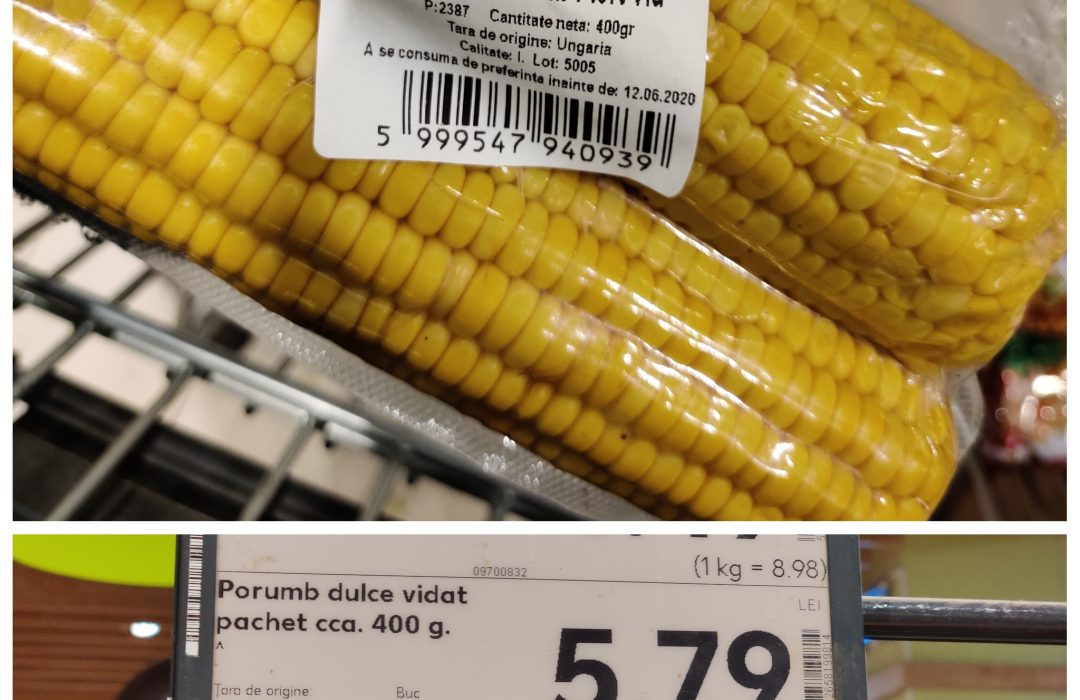 P:2387 Cantitate neta: 400gr
Tara de origine: Ungaria
Calitate: I. Lot: 5005
A se consuma de preferinta inainte de: 12.06.2020
5 999547 940939
09700832
(1 kg = 8.98)
Porumb dulce vidat
pachet cca. 400 g.
LEI
5.79
Tara de origine:
Buc